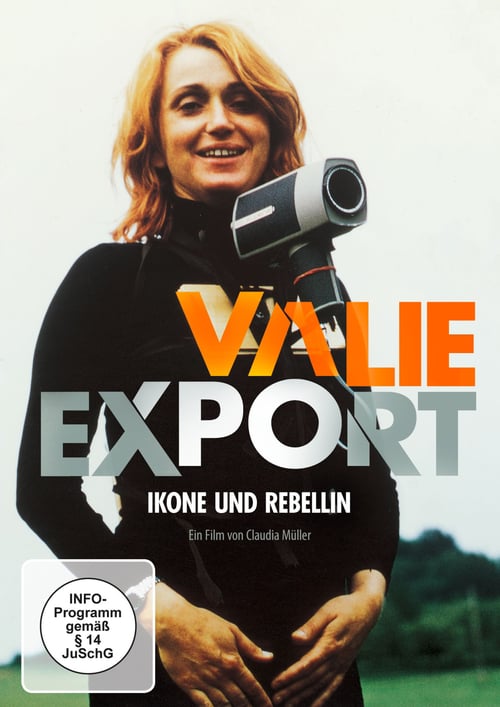 VALIE
EXPORT
IKONE UND REBELLIN
Ein Film von Claudia Müller
INFO-
Programm
gemäß
§ 14
JuSchG